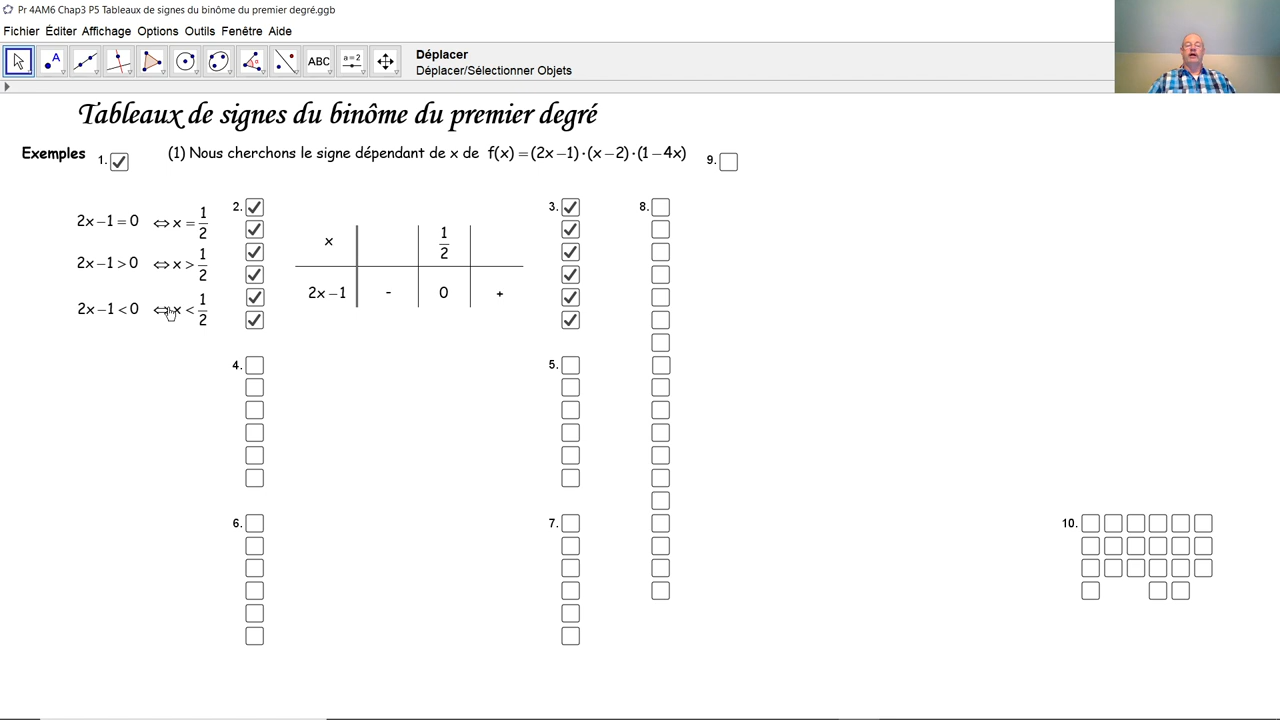 Pr 4AM6 Chap3 P5 Tableaux de signes du binôme du premier degré.ggb
Fichier Éditer Affichage Options Outils Fenêtre Aide
A ABC a=2
Déplacer
Déplacer/Sélectionner Objets
Tableaux de signes du binôme du premier degré
Exemples 1. (1) Nous cherchons le signe dépendant de x de f(x) = (2x−1)·(x−2)·(1−4x) 9.
2x−1=0 ⇔ x = 1/2
2x−1>0 ⇔ x > 1/2
2x−1<0 ⇔ x < 1/2
2.
x 1/2
2x−1 - 0 +
3.
8.
4.
5.
6.
7.
10.